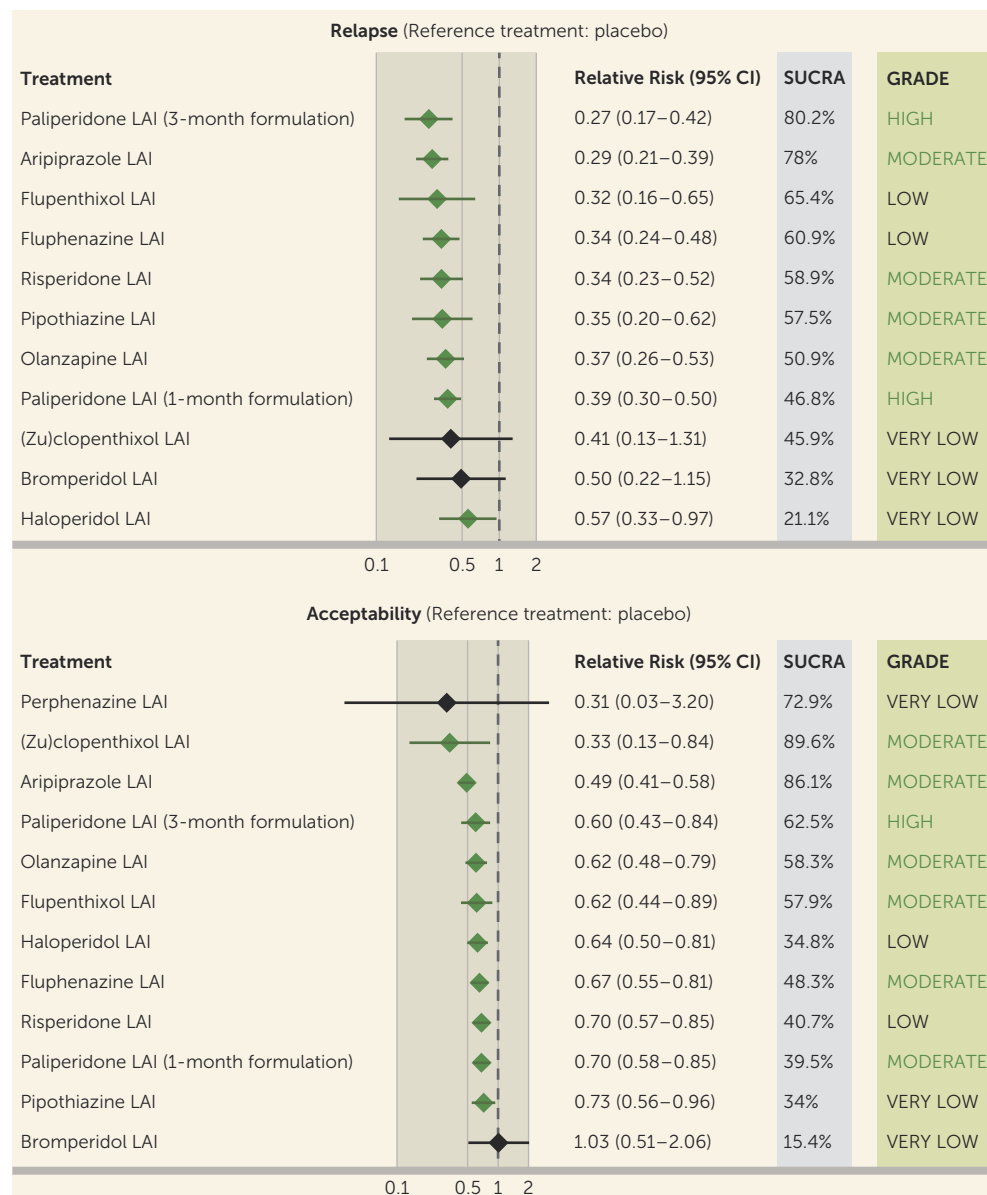 Relapse (Reference treatment: placebo)
Treatment Relative Risk (95% CI) SUCRA GRADE
Paliperidone LAI (3-month formulation) 0.27 (0.17–0.42) 80.2% HIGH
Aripiprazole LAI 0.29 (0.21–0.39) 78% MODERATE
Flupenthixol LAI 0.32 (0.16–0.65) 65.4% LOW
Fluphenazine LAI 0.34 (0.24–0.48) 60.9% LOW
Risperidone LAI 0.34 (0.23–0.52) 58.9% MODERATE
Pipothiazine LAI 0.35 (0.20–0.62) 57.5% MODERATE
Olanzapine LAI 0.37 (0.26–0.53) 50.9% MODERATE
Paliperidone LAI (1-month formulation) 0.39 (0.30–0.50) 46.8% HIGH
(Zu)clopenthixol LAI 0.41 (0.13–1.31) 45.9% VERY LOW
Bromperidol LAI 0.50 (0.22–1.15) 32.8% VERY LOW
Haloperidol LAI 0.57 (0.33–0.97) 21.1% VERY LOW
0.1 0.5 1 2
Acceptability (Reference treatment: placebo)
Treatment Relative Risk (95% CI) SUCRA GRADE
Perphenazine LAI 0.31 (0.03–3.20) 72.9% VERY LOW
(Zu)clopenthixol LAI 0.33 (0.13–0.84) 89.6% MODERATE
Aripiprazole LAI 0.49 (0.41–0.58) 86.1% MODERATE
Paliperidone LAI (3-month formulation) 0.60 (0.43–0.84) 62.5% HIGH
Olanzapine LAI 0.62 (0.48–0.79) 58.3% MODERATE
Flupenthixol LAI 0.62 (0.44–0.89) 57.9% MODERATE
Haloperidol LAI 0.64 (0.50–0.81) 34.8% LOW
Fluphenazine LAI 0.67 (0.55–0.81) 48.3% MODERATE
Risperidone LAI 0.70 (0.57–0.85) 40.7% LOW
Paliperidone LAI (1-month formulation) 0.70 (0.58–0.85) 39.5% MODERATE
Pipothiazine LAI 0.73 (0.56–0.96) 34% VERY LOW
Bromperidol LAI 1.03 (0.51–2.06) 15.4% VERY LOW
0.1 0.5 1 2